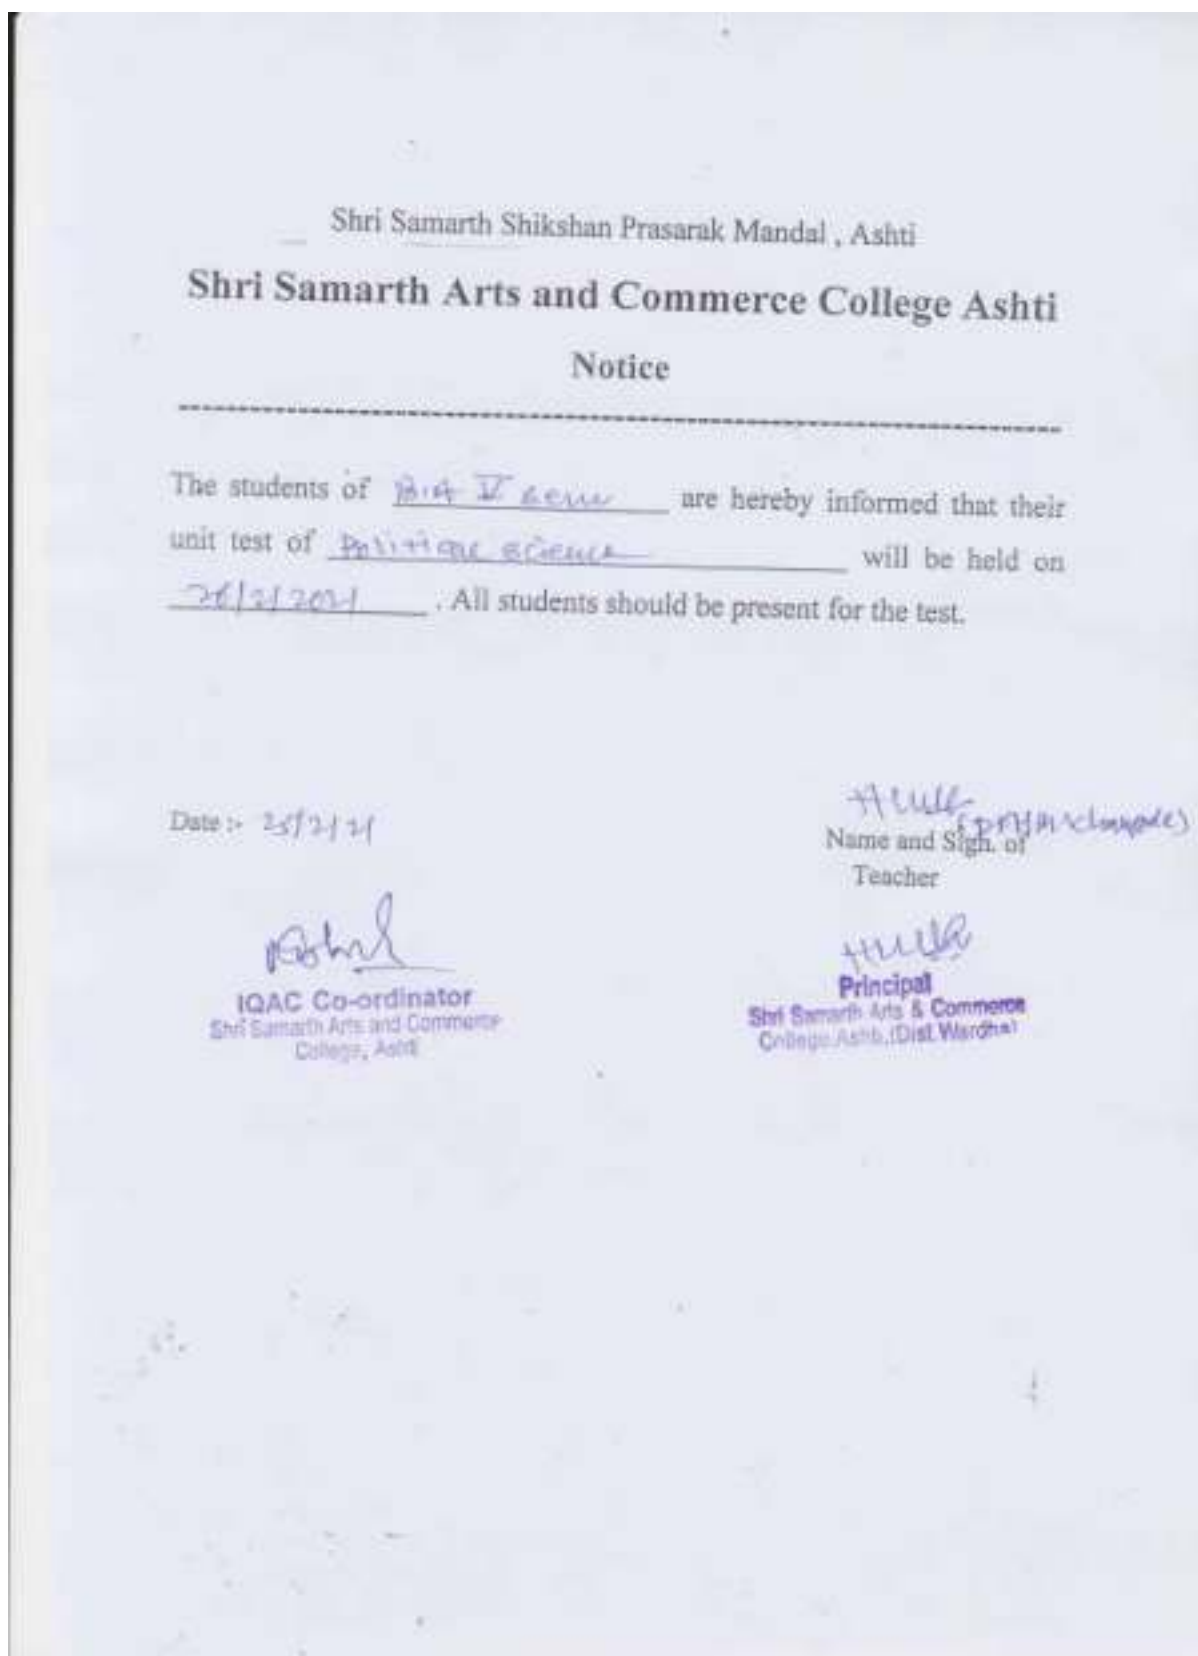 Shri Samarth Shikshan Prasarak Mandal , Ashti
Shri Samarth Arts and Commerce College Ashti
Notice
The students of B.A V sem are hereby informed that their
unit test of Political science will be held on
26/2/2021 . All students should be present for the test.
Date :- 25/2/21
Name and Sign. of
Teacher
IQAC Co-ordinator
Shri Samarth Arts and Commerce
College, Ashti
Principal
Shri Samarth Arts & Commerce
College Ashti, (Dist. Wardha)